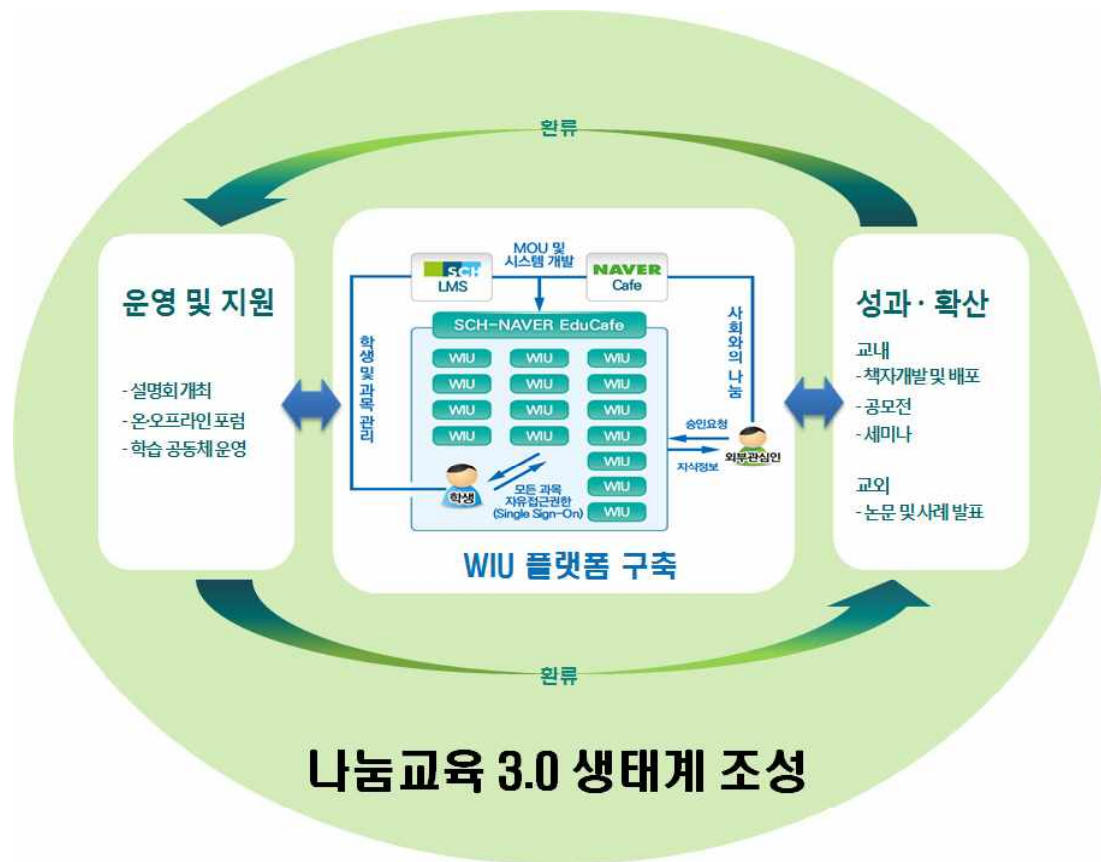 환류
운영 및 지원
- 설명회 개최
- 온·오프라인 포럼
- 학습 공동체 운영
MOU 및
시스템 개발
SCH
LMS
NAVER
Cafe
SCH-NAVER EduCafe
WIU WIU WIU
WIU WIU WIU
WIU WIU WIU
WIU WIU WIU
WIU
WIU
WIU
학생 및 과목 관리
사회와의 나눔
승인요청
지식정보
외부관심인
학생
모든 과목
자유접근권한
(Single Sign-On)
WIU 플랫폼 구축
성과·확산
교내
- 책자개발 및 배포
- 공모전
- 세미나
교외
- 논문 및 사례 발표
환류
나눔교육 3.0 생태계 조성